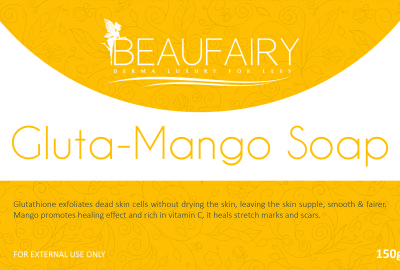 BEAUFAIRY
DERMA LUXURY FOR LESS
Gluta-Mango Soap
Glutathione exfoliates dead skin cells without drying the skin, leaving the skin supple, smooth & fairer.
Mango promotes healing effect and rich in vitamin C, it heals stretch marks and scars.
FOR EXTERNAL USE ONLY
150g